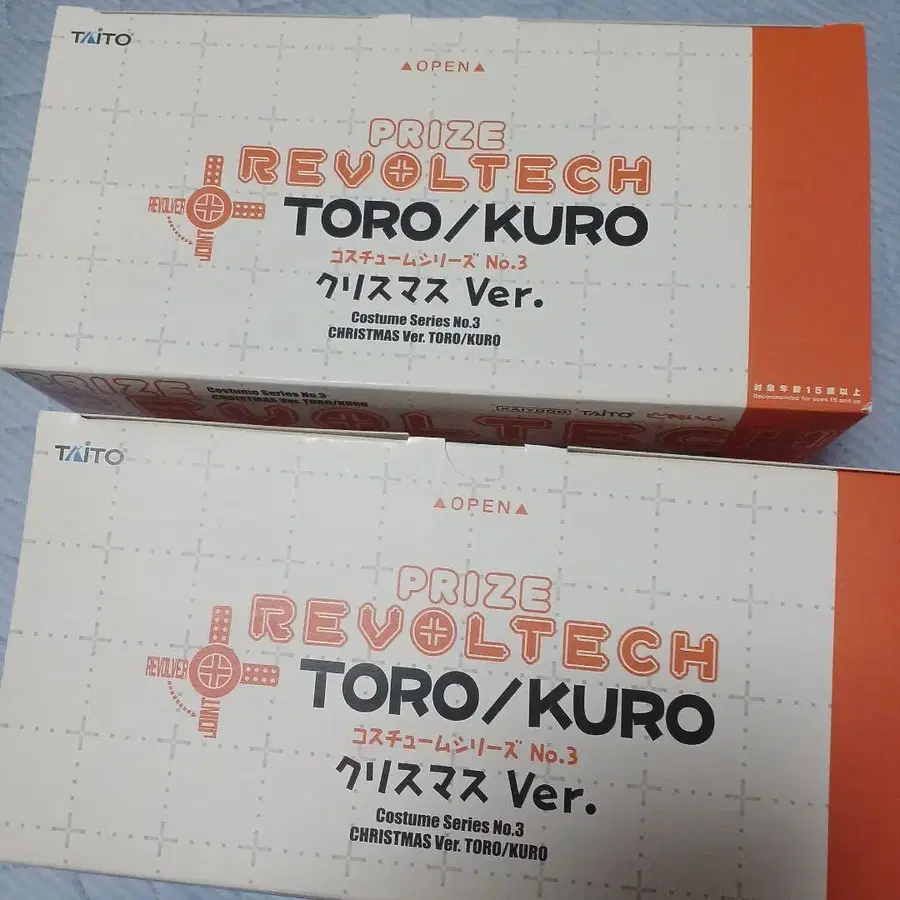 TAITO
▲OPEN▲
PRIZE
REVOLTECH
REVOLVER
JOINT
TORO/KURO
コスチュームシリーズ No.3
クリスマス Ver.
Costume Series No.3
CHRISTMAS Ver. TORO/KURO
対象年齢15歳以上
Recommended for ages 15 and up
PRIZE
Costume Series No.3
CHRISTMAS Ver. TORO/KURO
KAIYODO TAITO
REVOLTECH
TAITO
▲OPEN▲
PRIZE
REVOLTECH
REVOLVER
JOINT
TORO/KURO
コスチュームシリーズ No.3
クリスマス Ver.
Costume Series No.3
CHRISTMAS Ver. TORO/KURO